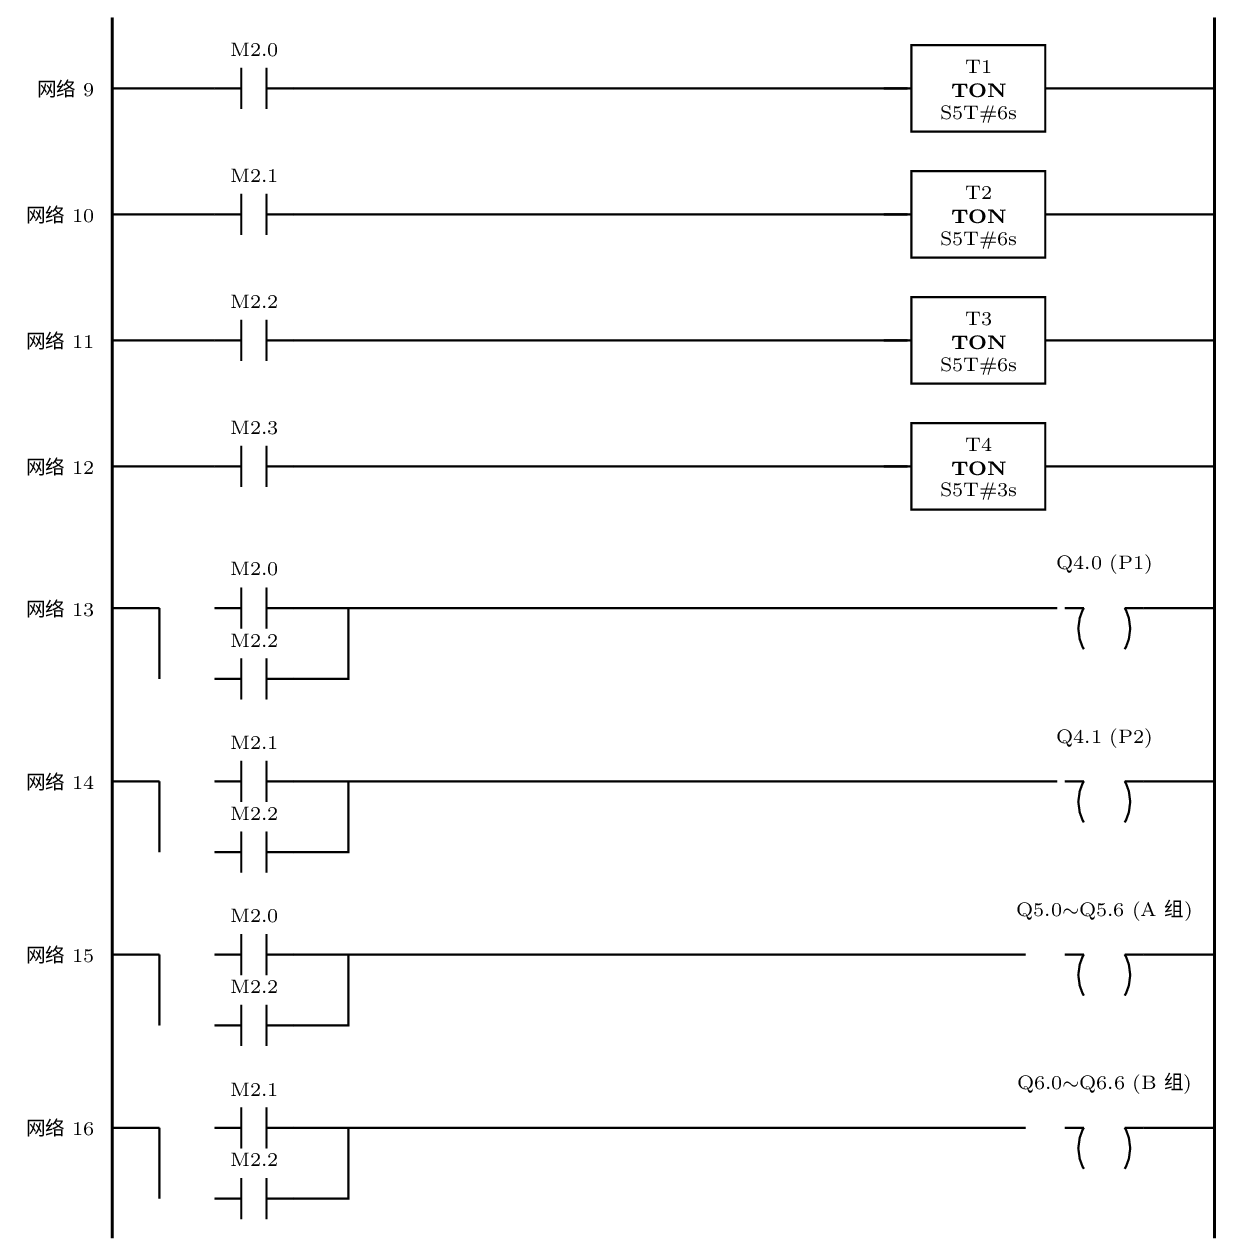 M2.0
网络 9
T1
TON
S5T#6s
M2.1
网络 10
T2
TON
S5T#6s
M2.2
网络 11
T3
TON
S5T#6s
M2.3
网络 12
T4
TON
S5T#3s
Q4.0 (P1)
M2.0
网络 13
M2.2
Q4.1 (P2)
M2.1
网络 14
M2.2
Q5.0~Q5.6 (A 组)
M2.0
网络 15
M2.2
Q6.0~Q6.6 (B 组)
M2.1
网络 16
M2.2